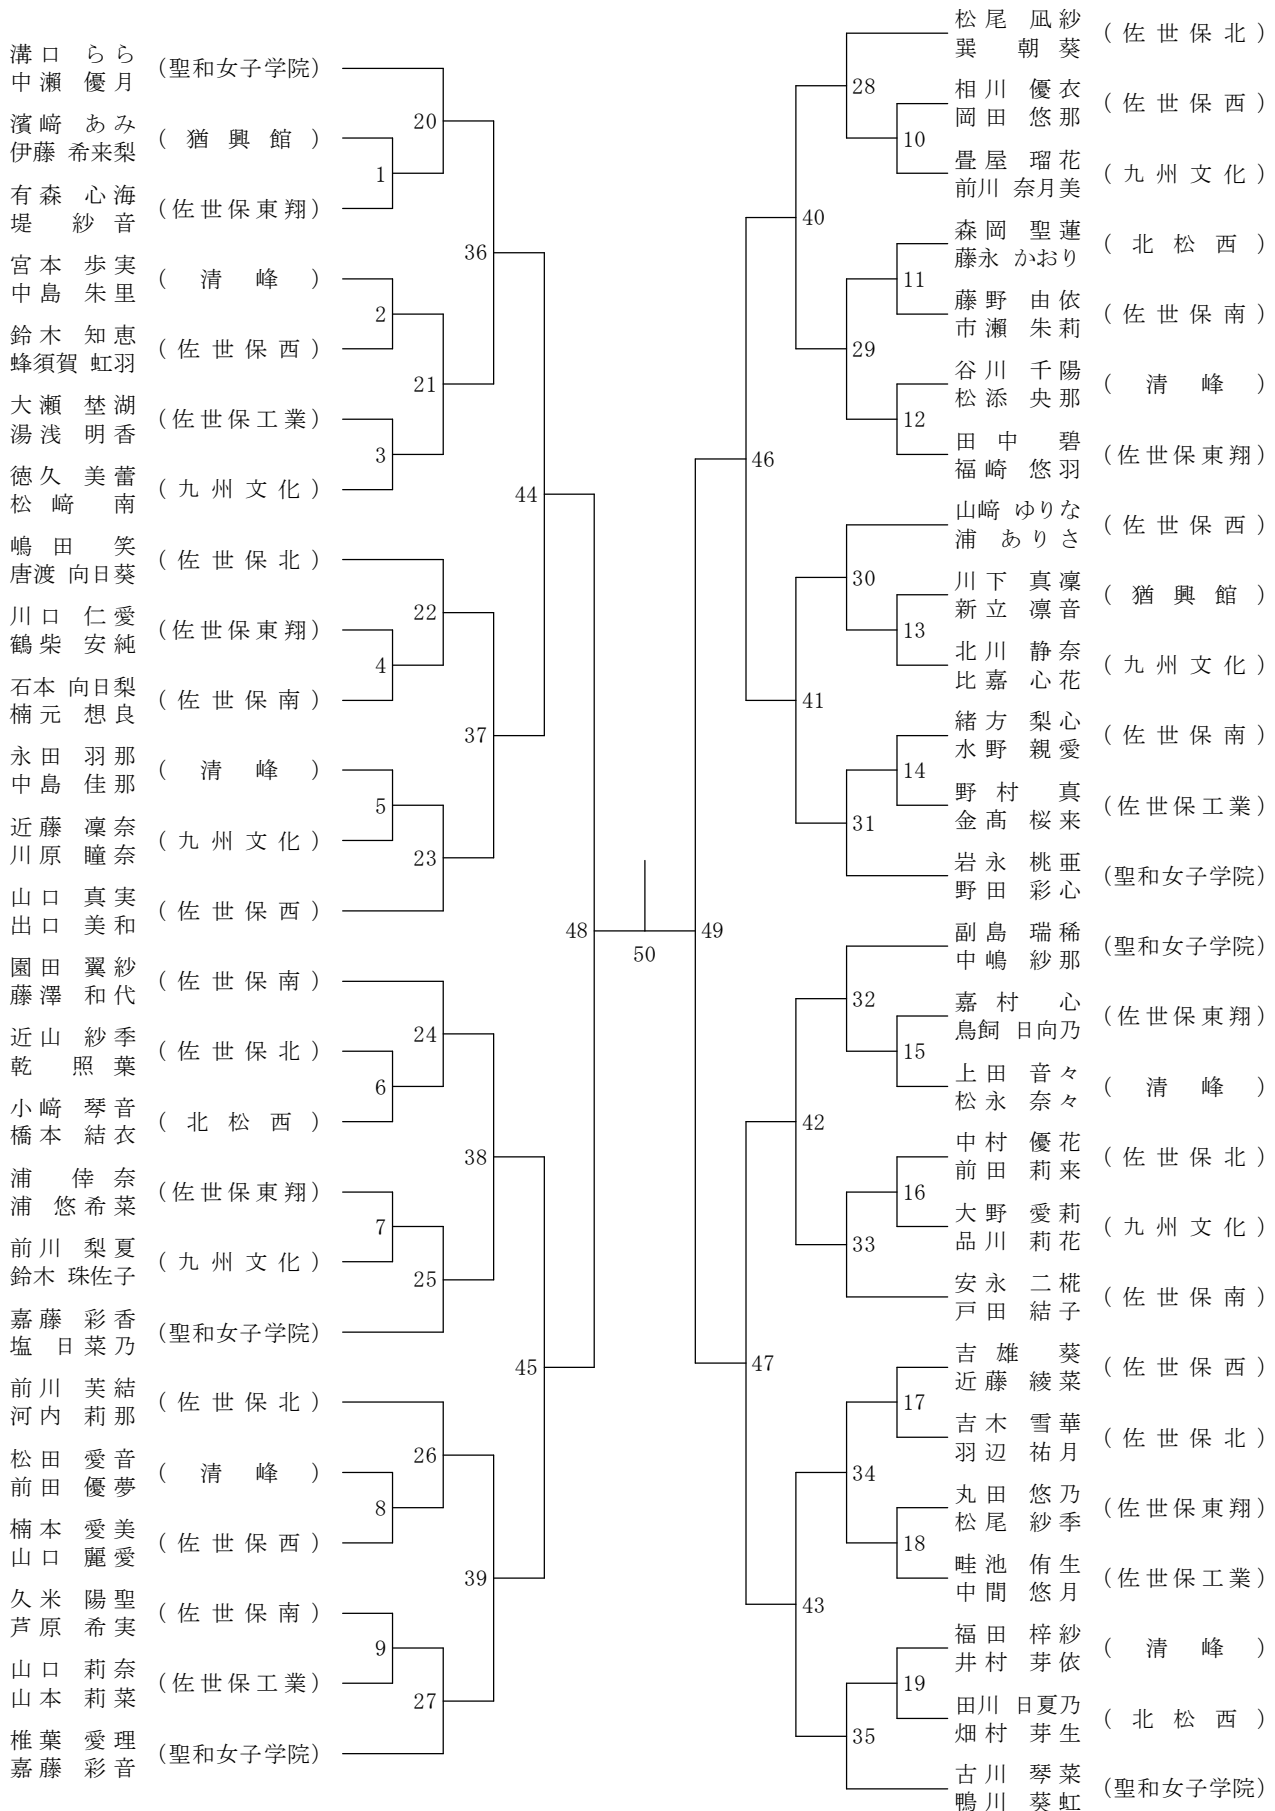 溝口 らら
中瀬 優月
(聖和女子学院)
濱﨑 あみ
伊藤 希来梨
(猶興館)
有森 心海
堤 紗音
(佐世保東翔)
宮本 歩実
中島 朱里
(清峰)
鈴木 知恵
蜂須賀 虹羽
(佐世保西)
大瀬 埜湖
湯浅 明香
(佐世保工業)
徳久 美蕾
松﨑 南
(九州文化)
嶋田 笑
唐渡 向日葵
(佐世保北)
川口 仁愛
鶴柴 安純
(佐世保東翔)
石本 向日梨
楠元 想良
(佐世保南)
永田 羽那
中島 佳那
(清峰)
近藤 凜奈
川原 瞳奈
(九州文化)
山口 真実
出口 美和
(佐世保西)
園田 翼紗
藤澤 和代
(佐世保南)
近山 紗季
乾 照葉
(佐世保北)
小﨑 琴音
橋本 結衣
(北松西)
浦 倖奈
浦 悠希菜
(佐世保東翔)
前川 梨夏
鈴木 珠佐子
(九州文化)
嘉藤 彩香
塩 日菜乃
(聖和女子学院)
前川 芙結
河内 莉那
(佐世保北)
松田 愛音
前田 優夢
(清峰)
楠本 愛美
山口 麗愛
(佐世保西)
久米 陽聖
芦原 希実
(佐世保南)
山口 莉奈
山本 莉菜
(佐世保工業)
椎葉 愛理
嘉藤 彩音
(聖和女子学院)
1
2
3
4
5
6
7
8
9
20
21
22
23
24
25
26
27
36
37
38
39
44
45
48
50
49
46
47
40
41
42
43
28
29
30
31
32
33
34
35
10
11
12
13
14
15
16
17
18
19
松尾 凪紗
巽 朝葵
(佐世保北)
相川 優衣
岡田 悠那
(佐世保西)
畳屋 瑠花
前川 奈月美
(九州文化)
森岡 聖蓮
藤永 かおり
(北松西)
藤野 由依
市瀬 朱莉
(佐世保南)
谷川 千陽
松添 央那
(清峰)
田中 碧
福崎 悠羽
(佐世保東翔)
山﨑 ゆりな
浦 ありさ
(佐世保西)
川下 真凜
新立 凛音
(猶興館)
北川 静奈
比嘉 心花
(九州文化)
緒方 梨心
水野 親愛
(佐世保南)
野村 真
金髙 桜来
(佐世保工業)
岩永 桃亜
野田 彩心
(聖和女子学院)
副島 瑞稀
中嶋 紗那
(聖和女子学院)
嘉村 心
鳥飼 日向乃
(佐世保東翔)
上田 音々
松永 奈々
(清峰)
中村 優花
前田 莉来
(佐世保北)
大野 愛莉
品川 莉花
(九州文化)
安永 二椛
戸田 結子
(佐世保南)
吉雄 葵
近藤 綾菜
(佐世保西)
吉木 雪華
羽辺 祐月
(佐世保北)
丸田 悠乃
松尾 紗季
(佐世保東翔)
畦池 侑生
中間 悠月
(佐世保工業)
福田 梓紗
井村 芽依
(清峰)
田川 日夏乃
畑村 芽生
(北松西)
古川 琴菜
鴨川 葵虹
(聖和女子学院)